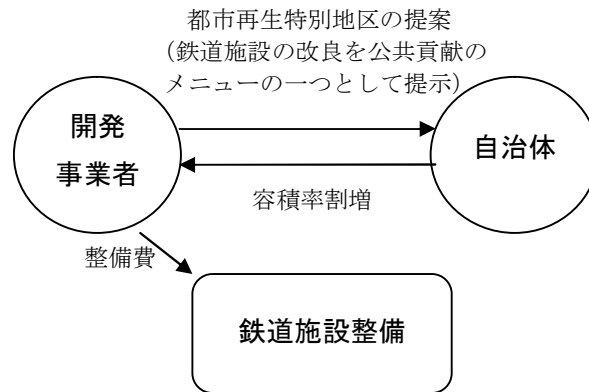 都市再生特別地区の提案
(鉄道施設の改良を公共貢献の
メニューの一つとして提示)
開発
事業者
自治体
容積率割増
整備費
鉄道施設整備